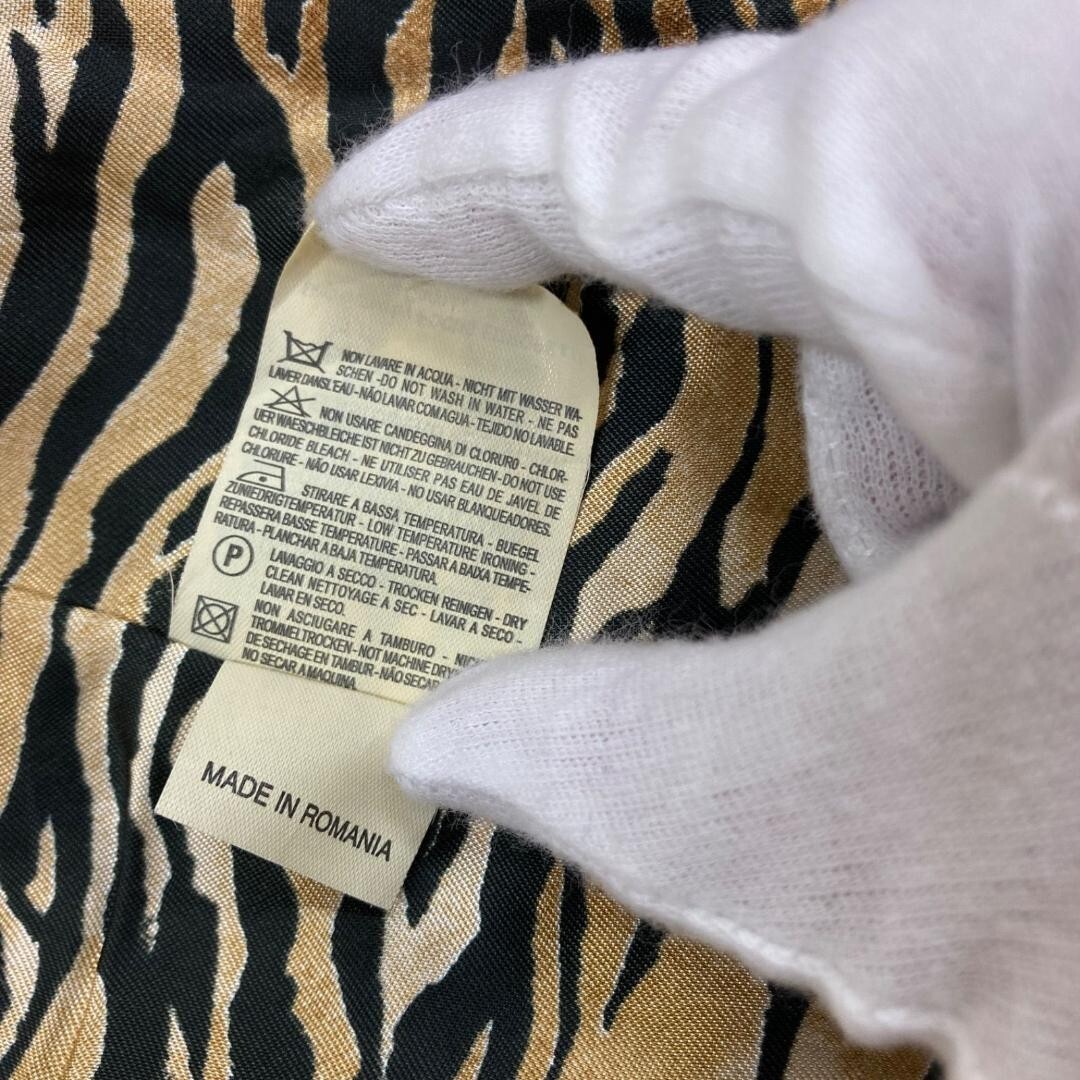 NON LAVARE IN ACQUA - NICHT MIT WASSER WA-
SCHEN -DO NOT WASH IN WATER - NE PAS
LAVER DANSL'EAU-NÃO LAVAR COM AGUA-TEJIDO NO LAVABLE.
NON USARE CANDEGGINA DI CLORURO - CHLOR-
UER WAESCHBLEICHE IST NICHT ZU GEBRAUCHEN-DO NOT USE
CHLORIDE BLEACH - NE UTILISER PAS EAU DE JAVEL DE
CHLORURE - NÃO USAR LEXIVIA - NO USAR BLANQUEADORES.
STIRARE A BASSA TEMPERATURA - BUEGEL
ZUNIEDRIGTEMPERATUR - LOW TEMPERATURE IRONING -
REPASSERA BASSE TEMPERATURE - PASSAR A BAIXA TEMPE-
RATURA - PLANCHAR A BAJA TEMPERATURA.
P
LAVAGGIO A SECCO - TROCKEN REINIGEN - DRY
CLEAN NETTOYAGE A SEC - LAVAR A SECO -
LAVAR EN SECO.
NON ASCIUGARE A TAMBURO -
TROMMELTROCKEN-NOT MACHINE
DE SECHAGE EN TAMBUR-NÃO
NO SECAR A MAQUINA.
MADE IN ROMANIA